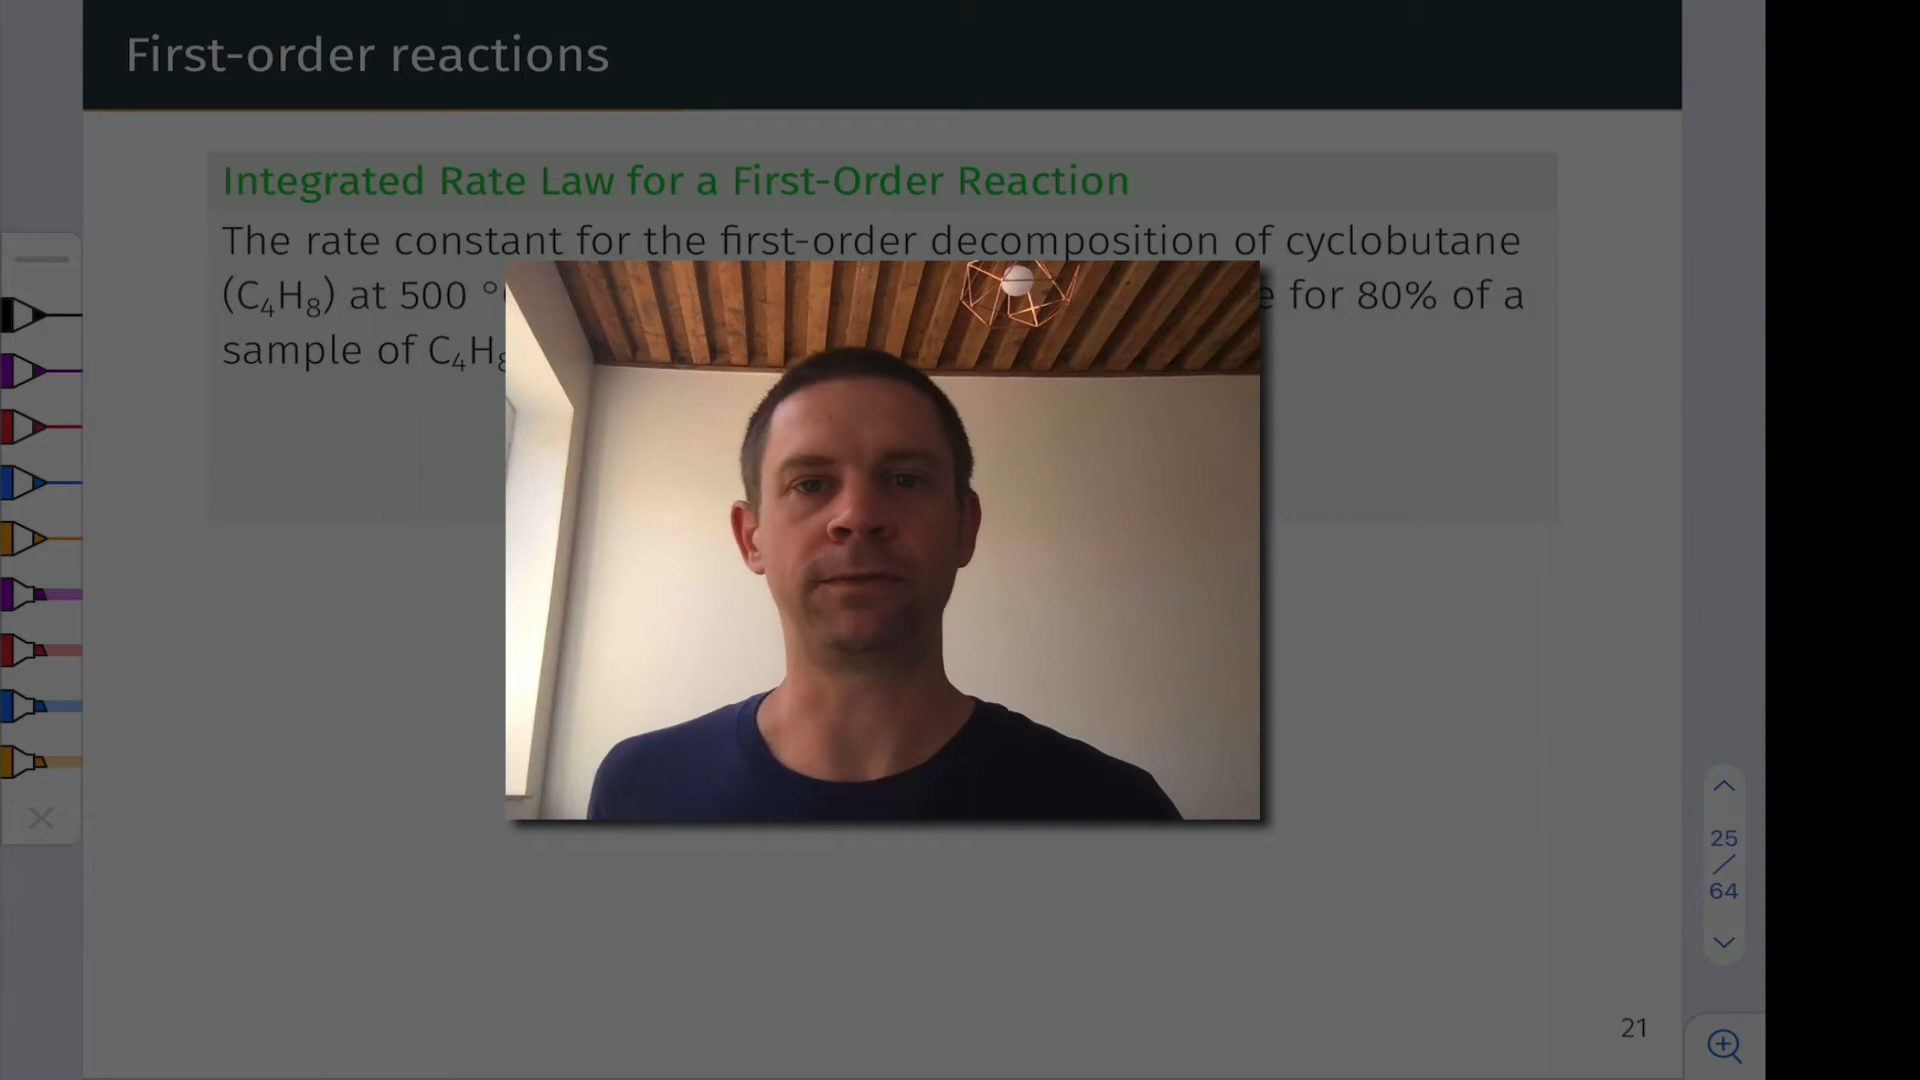 First-order reactions
Integrated Rate Law for a First-Order Reaction
The rate constant for the first-order decomposition of cyclobutane
(C₄H₈) at 500 ° for 80% of a
sample of C₄H₈
25
64
21